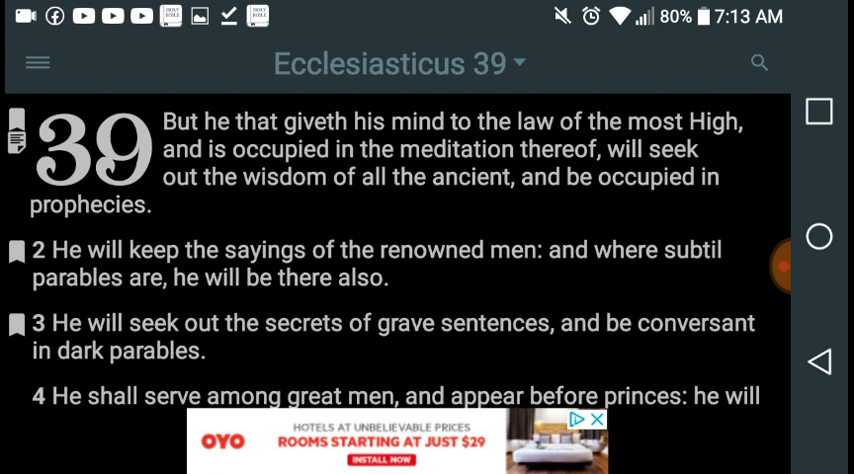 HOLY BIBLE HOLY BIBLE 80% 7:13 AM
Ecclesiasticus 39
39 But he that giveth his mind to the law of the most High,
and is occupied in the meditation thereof, will seek
out the wisdom of all the ancient, and be occupied in
prophecies.
2 He will keep the sayings of the renowned men: and where subtil
parables are, he will be there also.
3 He will seek out the secrets of grave sentences, and be conversant
in dark parables.
4 He shall serve among great men, and appear before princes: he will
OYO
HOTELS AT UNBELIEVABLE PRICES
ROOMS STARTING AT JUST $29
INSTALL NOW